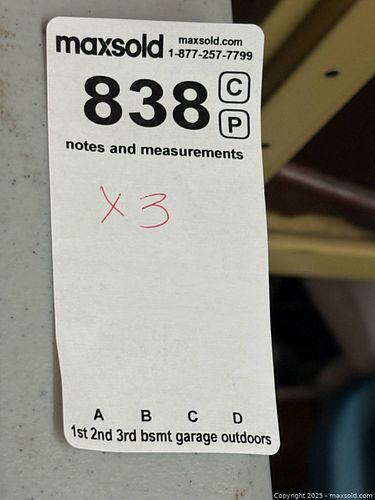 maxsold maxsold.com
1-877-257-7799
838 C
P
notes and measurements
X 3
A B C D
1st 2nd 3rd bsmt garage outdoors
Copyright 2025 - maxsold.com